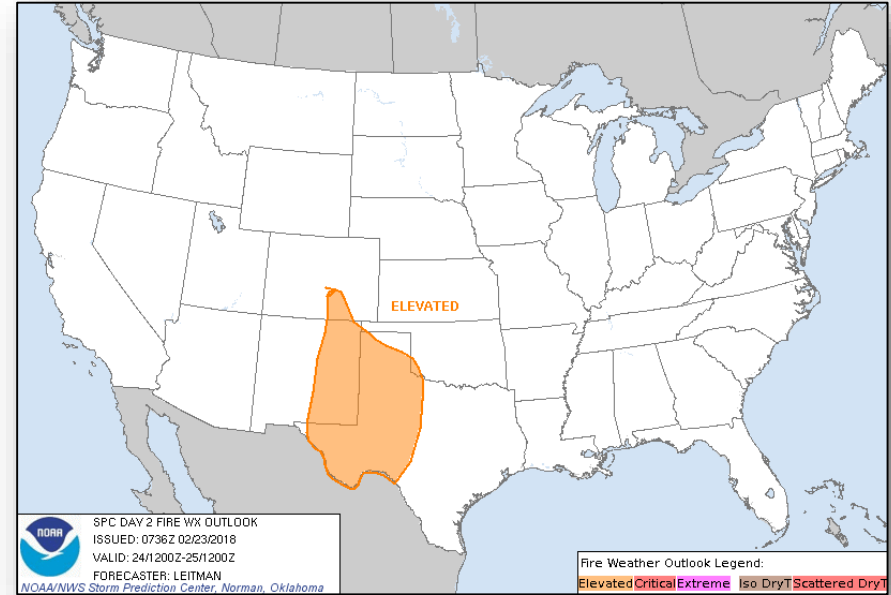 ELEVATED
NOAA
SPC DAY 2 FIRE WX OUTLOOK
ISSUED: 0736Z 02/23/2018
VALID: 24/1200Z-25/1200Z
FORECASTER: LEITMAN
NOAA/NWS Storm Prediction Center, Norman, Oklahoma
Fire Weather Outlook Legend:
Elevated Critical Extreme Iso DryT Scattered DryT